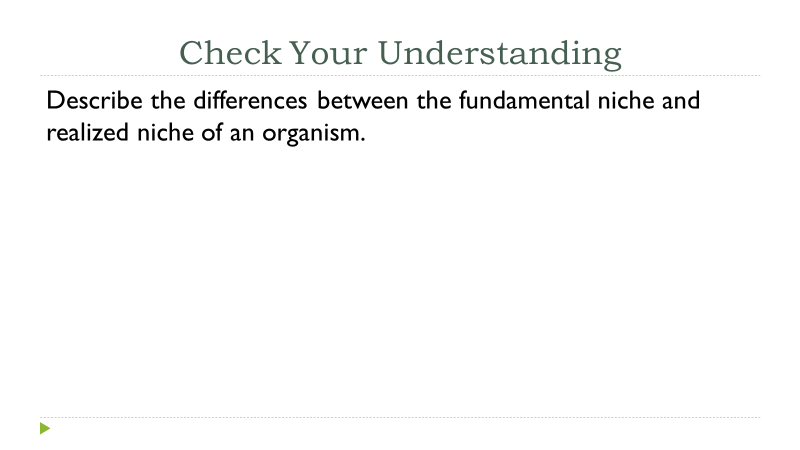 Check Your Understanding
Describe the differences between the fundamental niche and
realized niche of an organism.